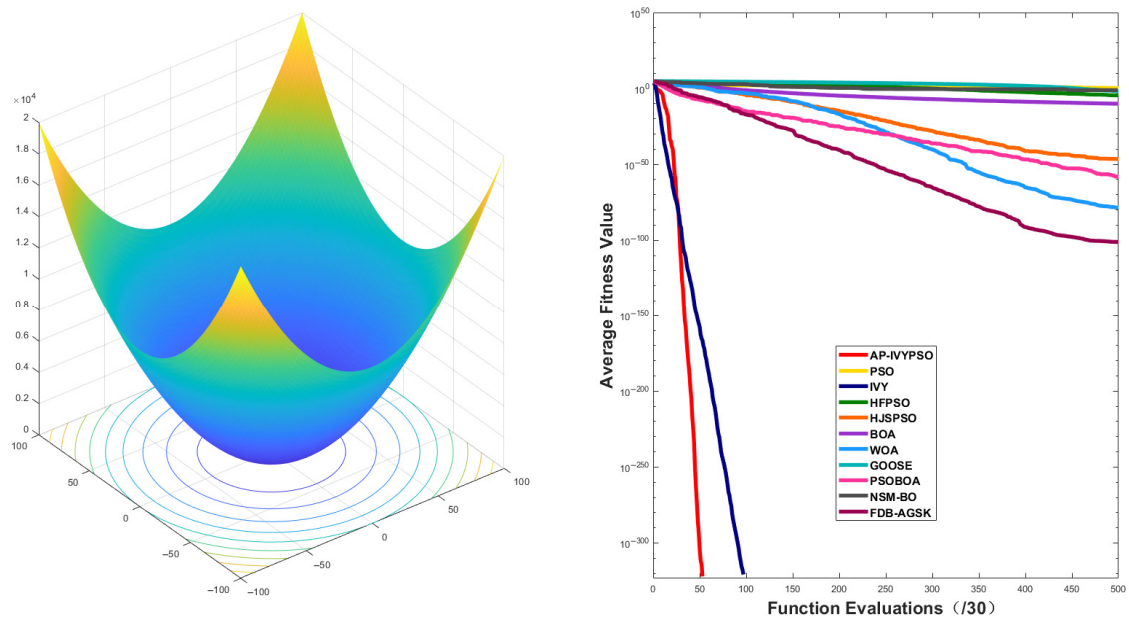 × 10^4
2
1.8
1.6
1.4
1.2
1
0.8
0.6
0.4
0.2
0
100
50
0
−50
−100
−100
−50
0
50
100
10^50
10^0
10^−50
10^−100
10^−150
10^−200
10^−250
10^−300
Average Fitness Value
AP-IVYPSO
PSO
IVY
HFPSO
HJSPSO
BOA
WOA
GOOSE
PSOBOA
NSM-BO
FDB-AGSK
0 50 100 150 200 250 300 350 400 450 500
Function Evaluations（/30）